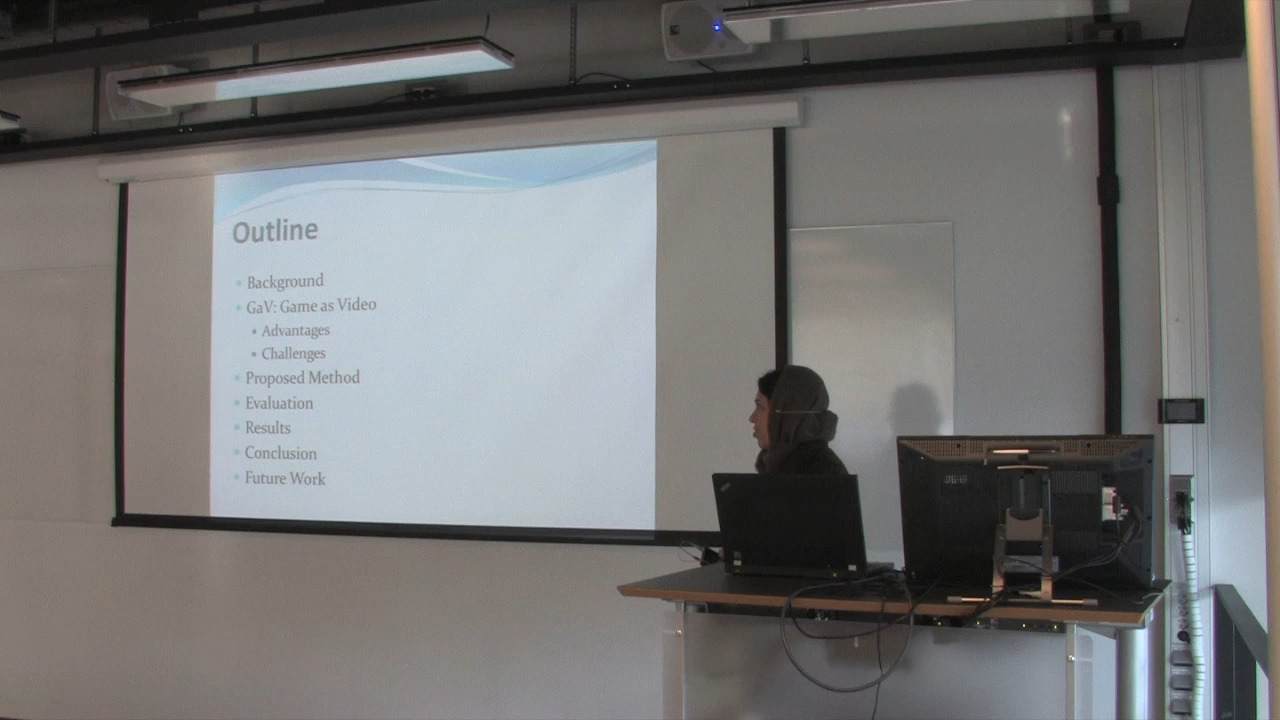 Outline
Background
GaV: Game as Video
Advantages
Challenges
Proposed Method
Evaluation
Results
Conclusion
Future Work